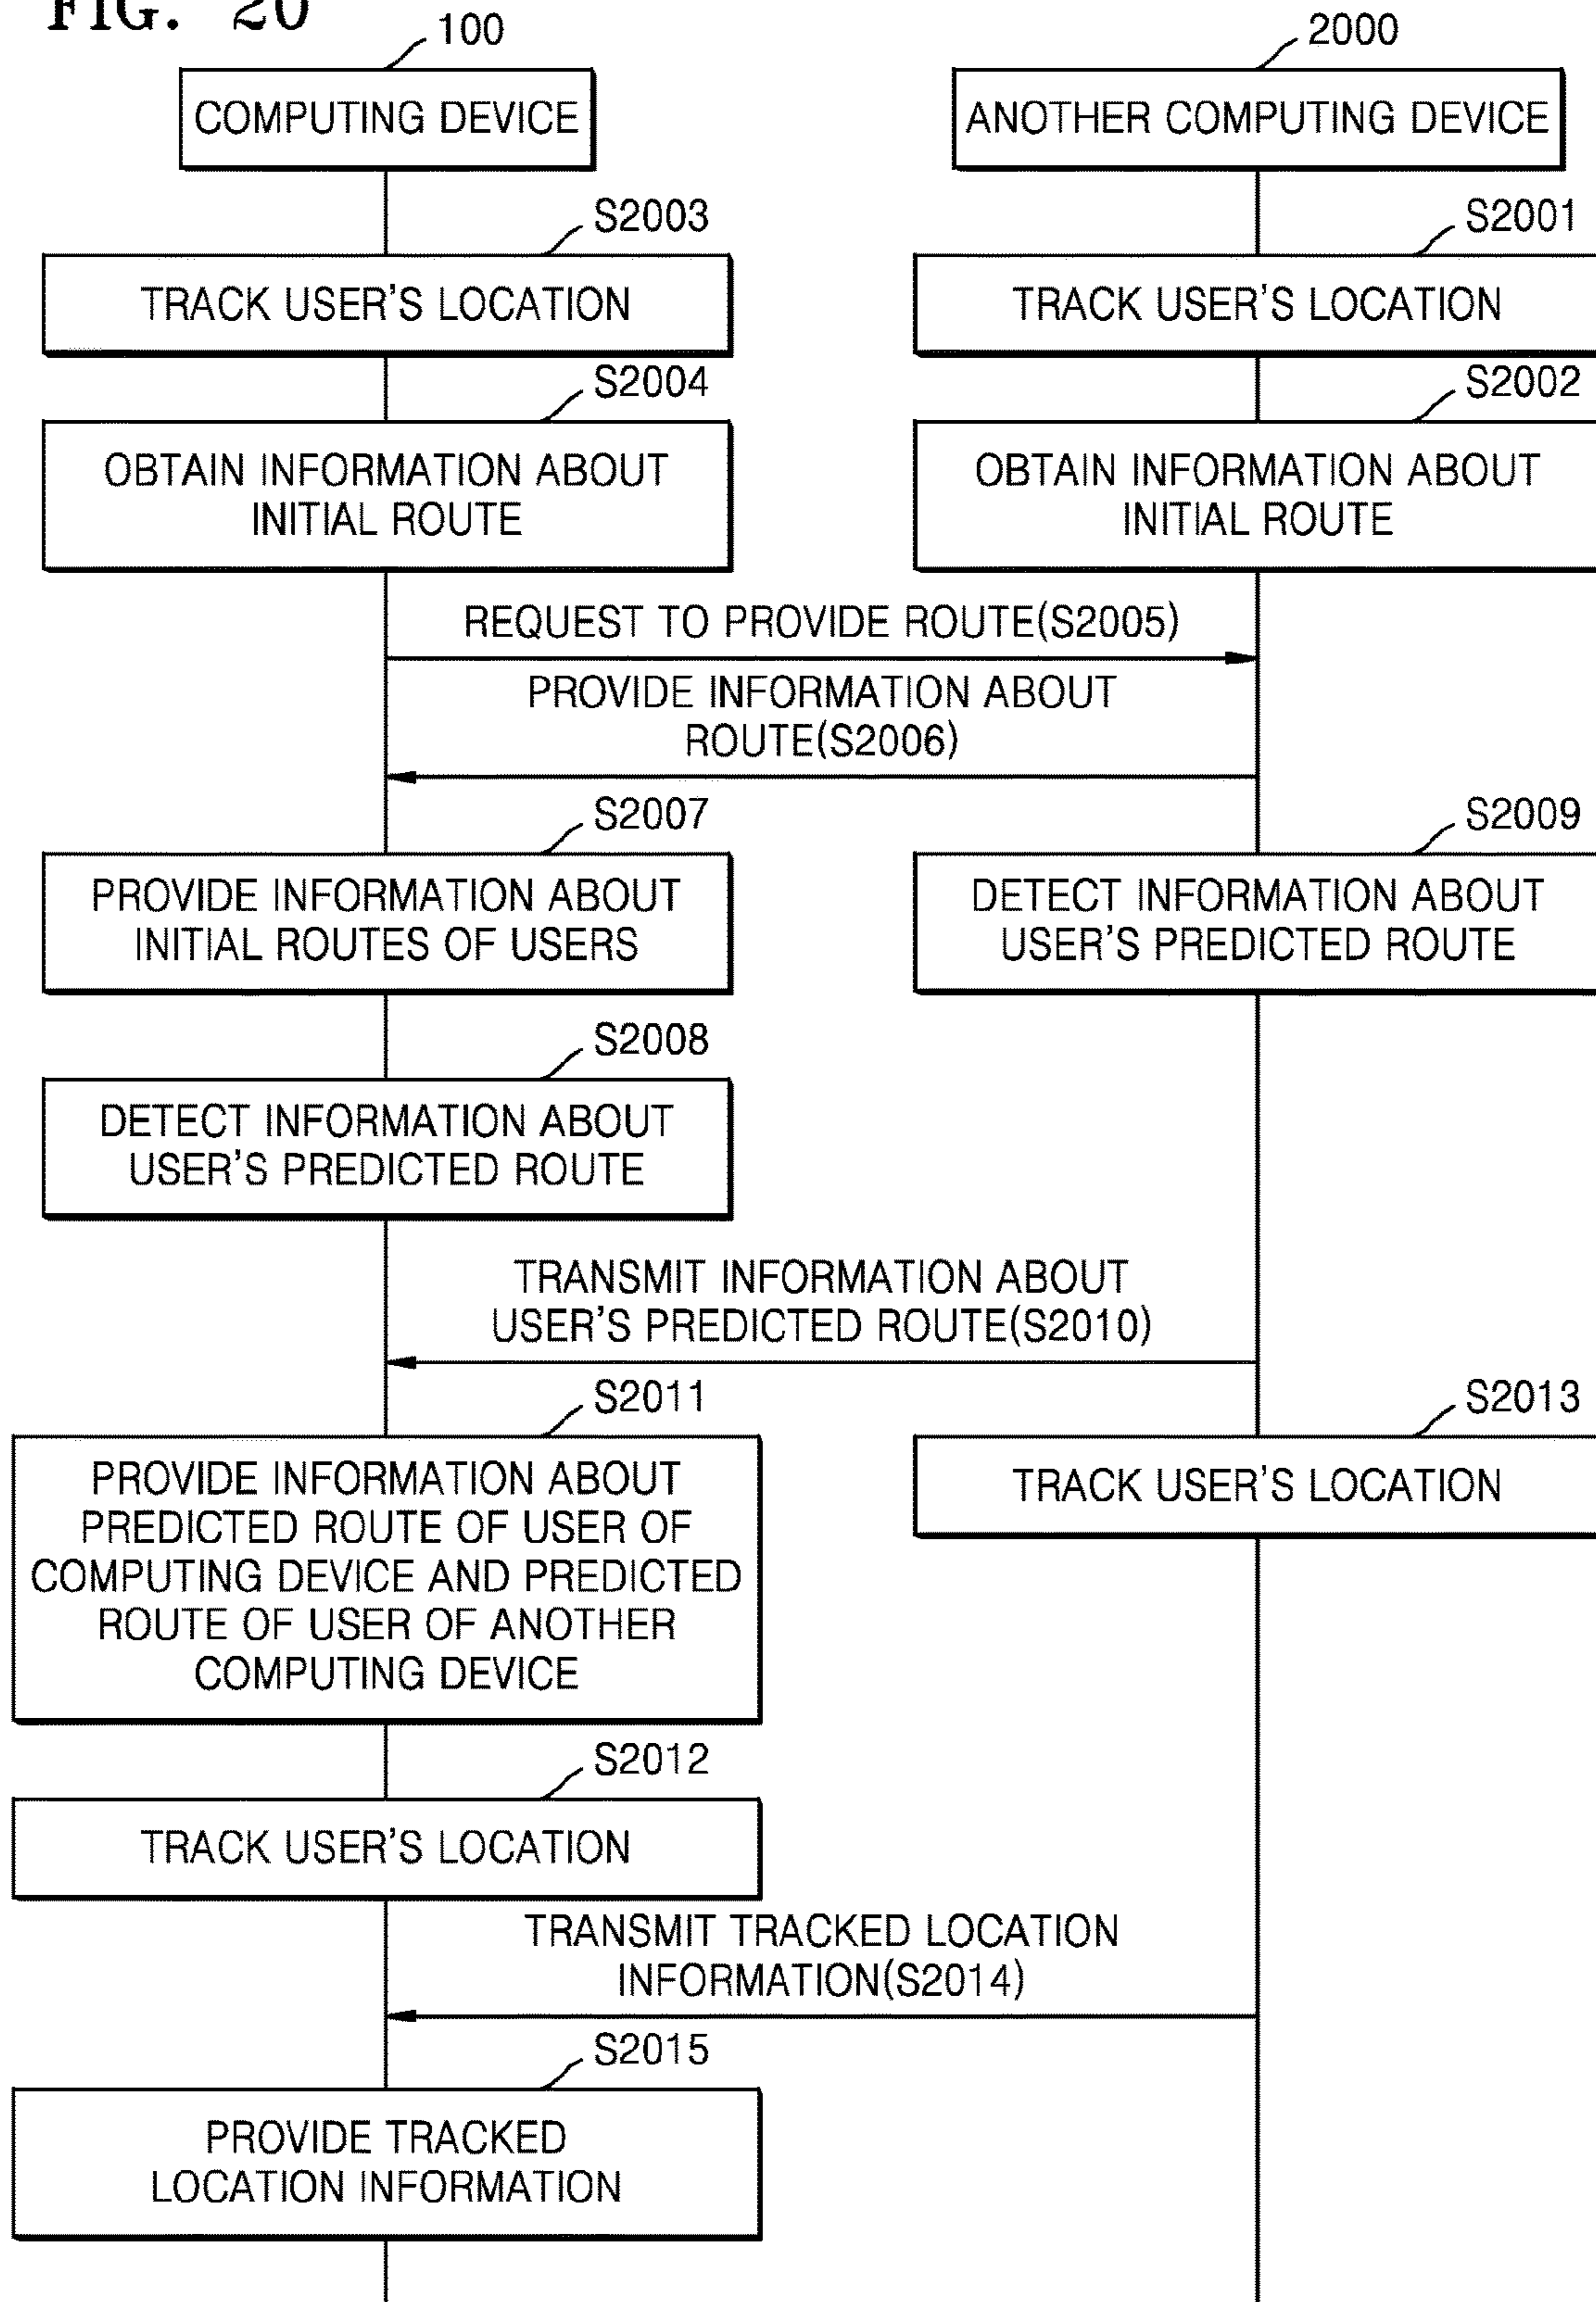 FIG. 20
100
2000
COMPUTING DEVICE
ANOTHER COMPUTING DEVICE
S2003
S2001
TRACK USER'S LOCATION
TRACK USER'S LOCATION
S2004
S2002
OBTAIN INFORMATION ABOUT
INITIAL ROUTE
OBTAIN INFORMATION ABOUT
INITIAL ROUTE
REQUEST TO PROVIDE ROUTE(S2005)
PROVIDE INFORMATION ABOUT
ROUTE(S2006)
S2007
S2009
PROVIDE INFORMATION ABOUT
INITIAL ROUTES OF USERS
DETECT INFORMATION ABOUT
USER'S PREDICTED ROUTE
S2008
DETECT INFORMATION ABOUT
USER'S PREDICTED ROUTE
TRANSMIT INFORMATION ABOUT
USER'S PREDICTED ROUTE(S2010)
S2011
S2013
PROVIDE INFORMATION ABOUT
PREDICTED ROUTE OF USER OF
COMPUTING DEVICE AND PREDICTED
ROUTE OF USER OF ANOTHER
COMPUTING DEVICE
TRACK USER'S LOCATION
S2012
TRACK USER'S LOCATION
TRANSMIT TRACKED LOCATION
INFORMATION(S2014)
S2015
PROVIDE TRACKED
LOCATION INFORMATION